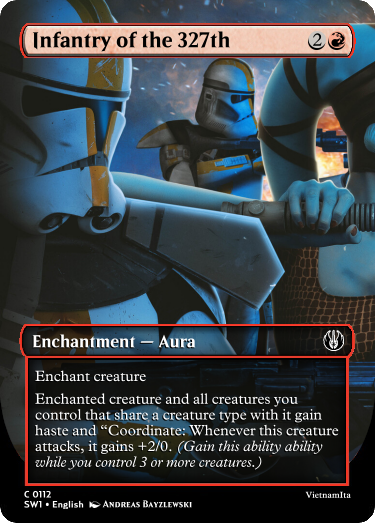 Infantry of the 327th 2
Enchantment — Aura
Enchant creature
Enchanted creature and all creatures you
control that share a creature type with it gain
haste and “Coordinate: Whenever this creature
attacks, it gains +2/0. (Gain this ability ability
while you control 3 or more creatures.)
C 0112 VietnamIta
SW1 • English ANDREAS BAYZLEWSKI